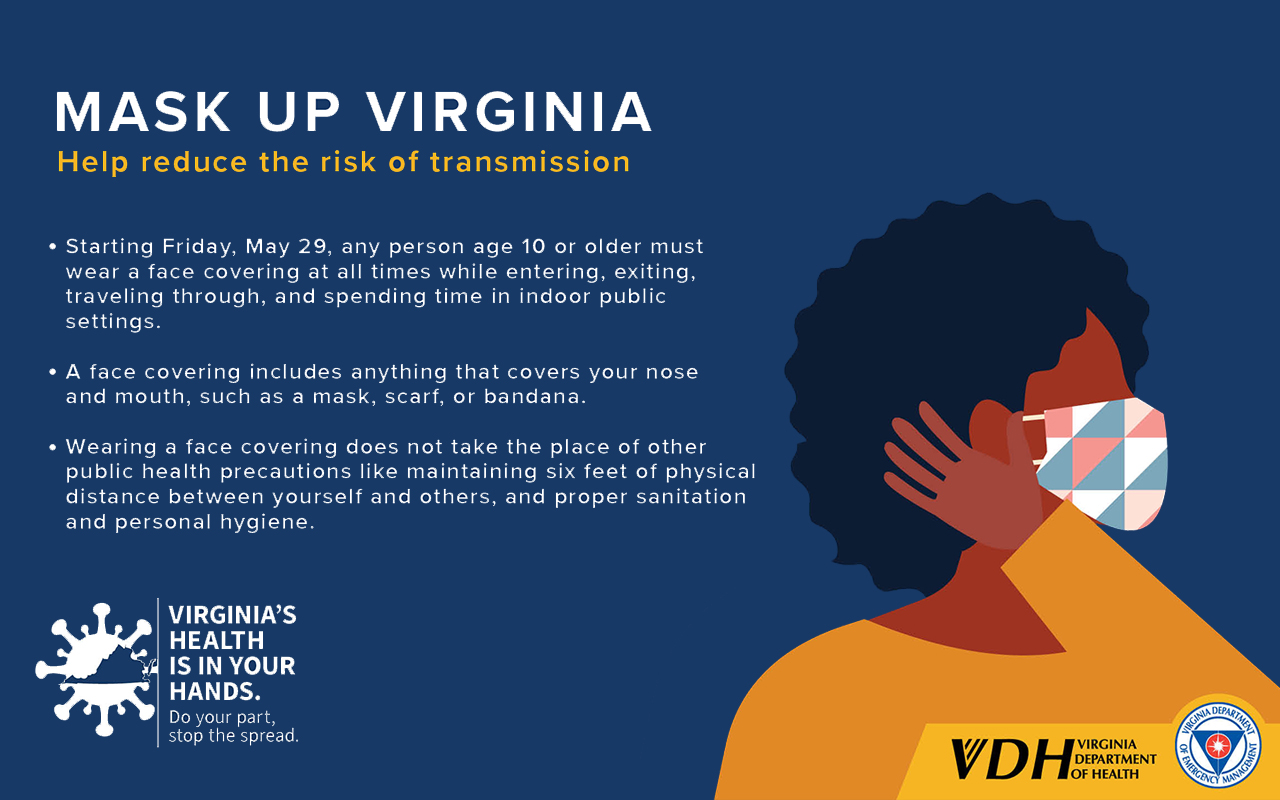 MASK UP VIRGINIA
Help reduce the risk of transmission
• Starting Friday, May 29, any person age 10 or older must
wear a face covering at all times while entering, exiting,
traveling through, and spending time in indoor public
settings.
• A face covering includes anything that covers your nose
and mouth, such as a mask, scarf, or bandana.
• Wearing a face covering does not take the place of other
public health precautions like maintaining six feet of physical
distance between yourself and others, and proper sanitation
and personal hygiene.
VIRGINIA'S
HEALTH
IS IN YOUR
HANDS.
Do your part,
stop the spread.
VDH
VIRGINIA
DEPARTMENT
OF HEALTH
VIRGINIA DEPARTMENT
OF EMERGENCY MANAGEMENT